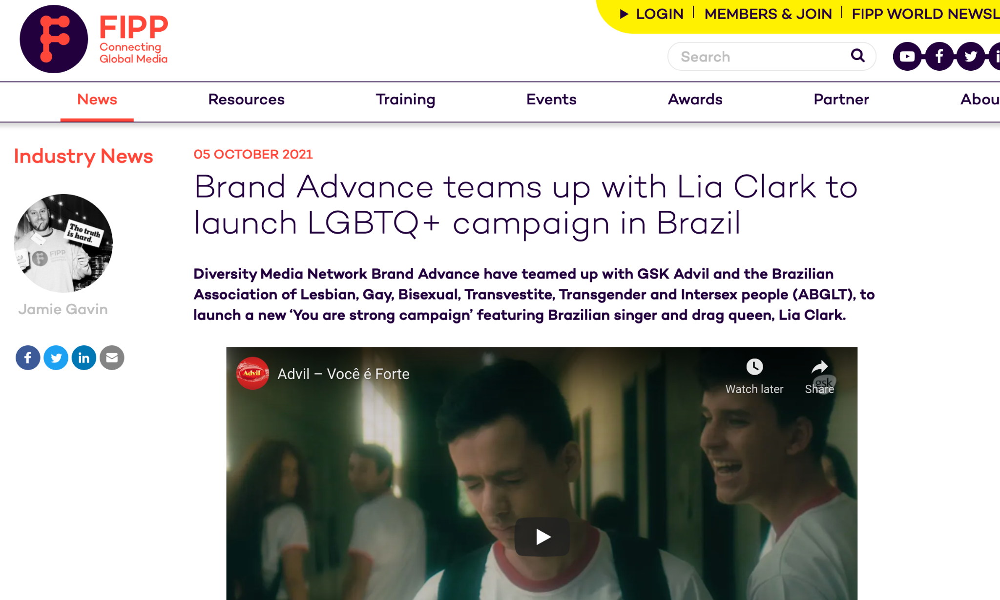 FIPP
Connecting
Global Media
LOGIN
MEMBERS & JOIN
FIPP WORLD NEWSL
Search
News
Resources
Training
Events
Awards
Partner
Abou
Industry News
The truth
is hard.
FIPP
Jamie Gavin
05 OCTOBER 2021
Brand Advance teams up with Lia Clark to
launch LGBTQ+ campaign in Brazil
Diversity Media Network Brand Advance have teamed up with GSK Advil and the Brazilian
Association of Lesbian, Gay, Bisexual, Transvestite, Transgender and Intersex people (ABGLT), to
launch a new ‘You are strong campaign’ featuring Brazilian singer and drag queen, Lia Clark.
Advil
Advil – Você é Forte
Watch later
Share
gsk